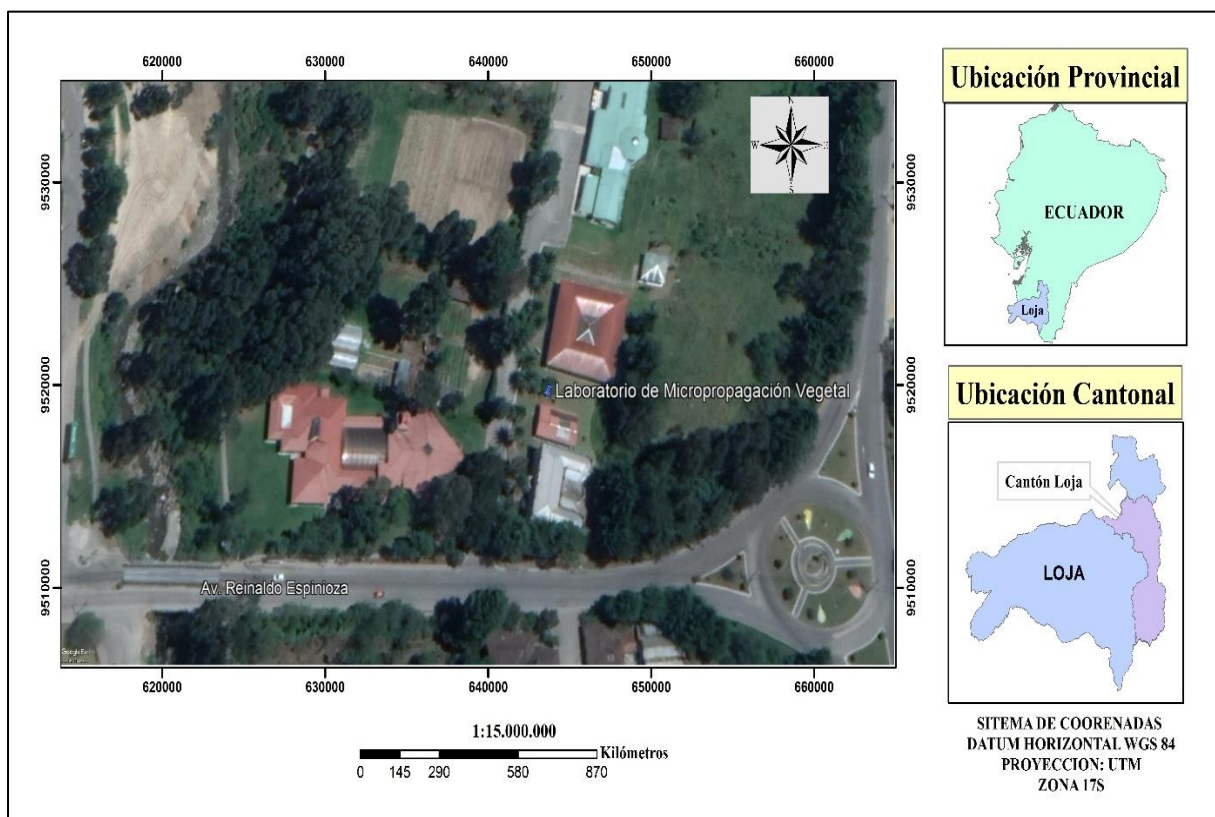 620000 630000 640000 650000 660000
9530000 9530000
9520000 9520000
9510000 9510000
N
W E
S
Laboratorio de Micropropagación Vegetal
Av. Reinaldo Espinioza
620000 630000 640000 650000 660000
1:15.000.000
Kilómetros
0 145 290 580 870
Ubicación Provincial
ECUADOR
Loja
Ubicación Cantonal
Cantón Loja
LOJA
SITEMA DE COORENADAS
DATUM HORIZONTAL WGS 84
PROYECCION: UTM
ZONA 17S